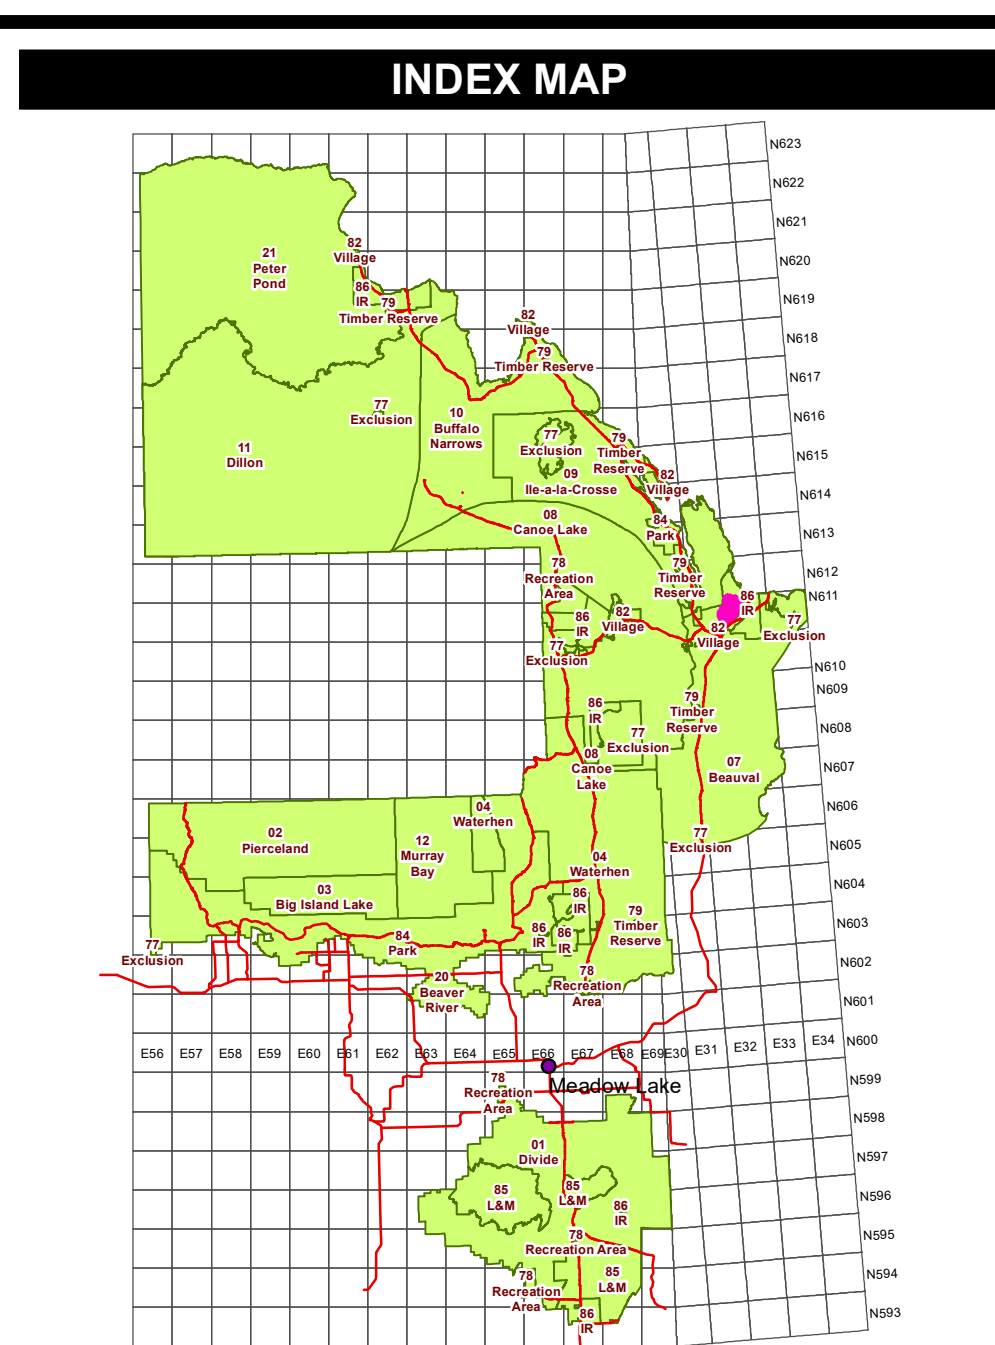 INDEX MAP
N623
N622
N621
N620
N619
N618
N617
N616
N615
N614
N613
N612
N611
N610
N609
N608
N607
N606
N605
N604
N603
N602
N601
N600
N599
N598
N597
N596
N595
N594
N593
82
Village
21
Peter
Pond
86
IR
79
Timber Reserve
82
Village
79
Timber Reserve
77
Exclusion
10
Buffalo
Narrows
11
Dillon
77
Exclusion
79
Timber
Reserve
09
Ile-a-la-Crosse
82
Village
08
Canoe Lake
84
Park
78
Recreation
Area
79
Timber
Reserve
86
IR
82
Village
86
IR
77
Exclusion
82
Village
77
Exclusion
86
IR
79
Timber
Reserve
77
Exclusion
08
Canoe
Lake
07
Beauval
04
Waterhen
02
Pierceland
12
Murray
Bay
77
Exclusion
04
Waterhen
03
Big Island Lake
86
IR
79
Timber
Reserve
86
IR
86
IR
84
Park
77
Exclusion
20
Beaver
River
78
Recreation
Area
E56 E57 E58 E59 E60 E61 E62 E63 E64 E65 E66 E67 E68 E69 E30 E31 E32 E33 E34
Meadow Lake
78
Recreation
Area
01
Divide
85
L&M
85
L&M
86
IR
78
Recreation Area
78
Recreation
Area
85
L&M
86
IR